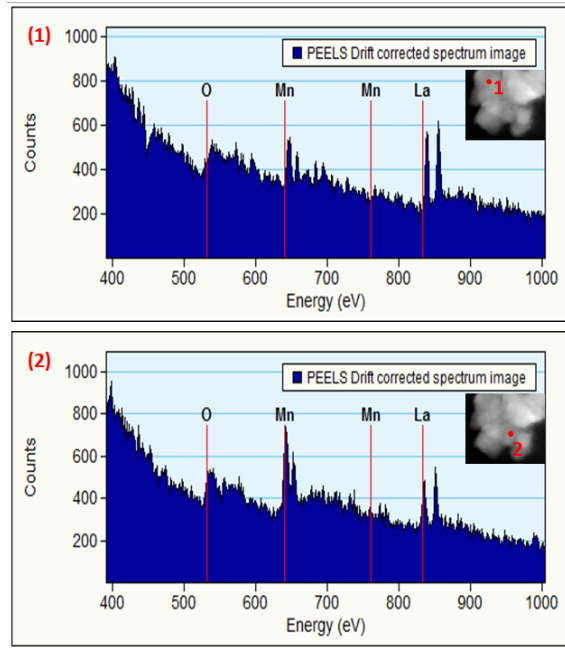 (1)
1000
800
600
400
200
Counts
PEELS Drift corrected spectrum image
O Mn Mn La
1
400 500 600 700 800 900 1000
Energy (eV)
(2)
1000
800
600
400
200
Counts
PEELS Drift corrected spectrum image
O Mn Mn La
2
400 500 600 700 800 900 1000
Energy (eV)